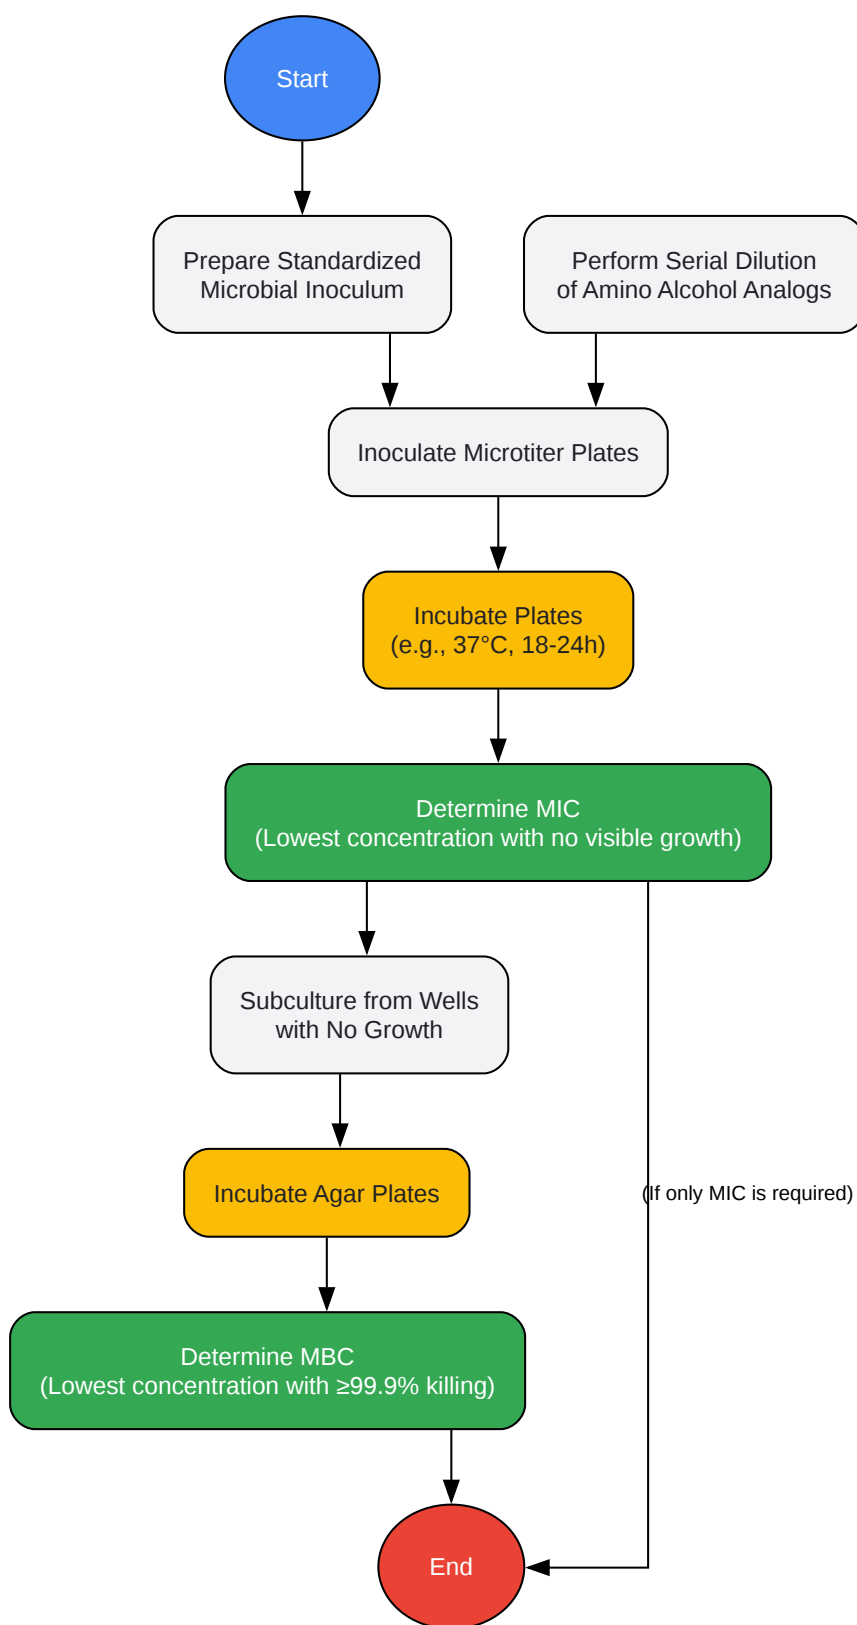 Start
Prepare Standardized
Microbial Inoculum
Perform Serial Dilution
of Amino Alcohol Analogs
Inoculate Microtiter Plates
Incubate Plates
(e.g., 37°C, 18-24h)
Determine MIC
(Lowest concentration with no visible growth)
Subculture from Wells
with No Growth
Incubate Agar Plates
(If only MIC is required)
Determine MBC
(Lowest concentration with ≥99.9% killing)
End